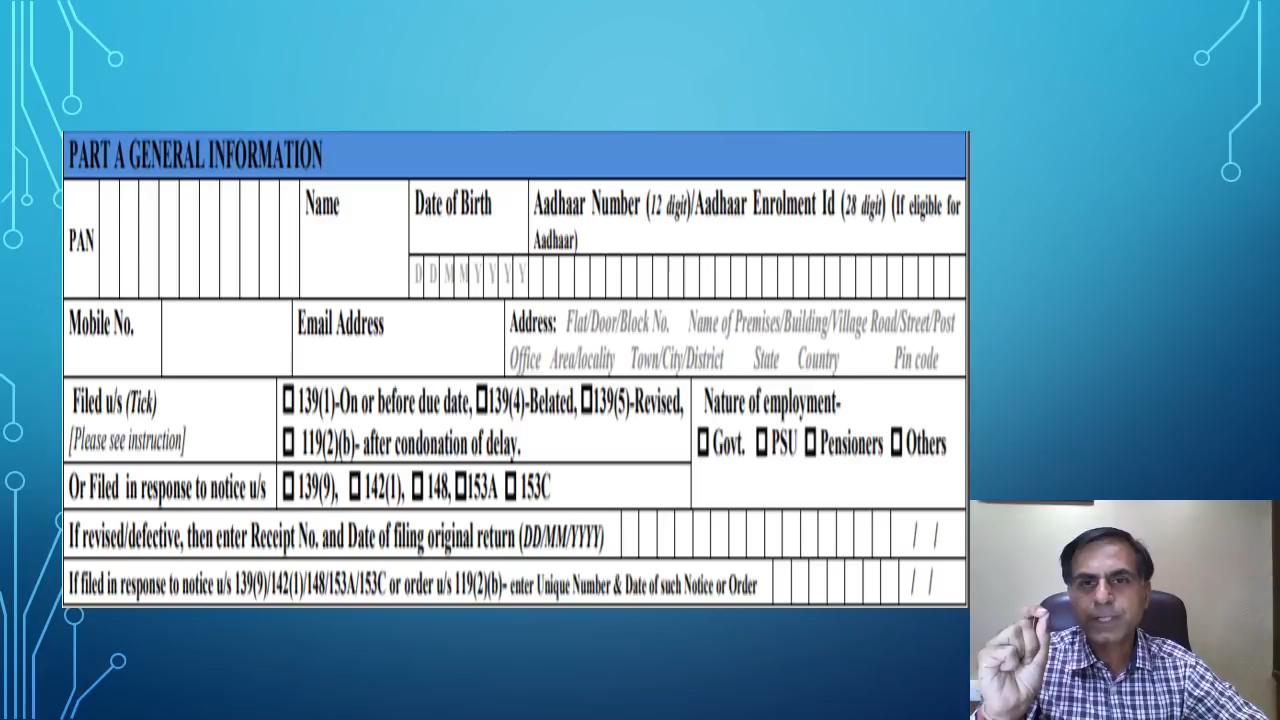 PART A GENERAL INFORMATION
PAN
Name
Date of Birth
Aadhaar Number (12 digit)/Aadhaar Enrolment Id (28 digit) (If eligible for
Aadhaar)
D D M M Y Y Y Y
Mobile No.
Email Address
Address: Flat/Door/Block No. Name of Premises/Building/Village Road/Street/Post
Office Area/locality Town/City/District State Country Pin code
Filed u/s (Tick)
[Please see instruction]
139(1)-On or before due date, 139(4)-Belated, 139(5)-Revised,
119(2)(b)- after condonation of delay.
Nature of employment-
Govt. PSU Pensioners Others
Or Filed in response to notice u/s
139(9), 142(1), 148, 153A 153C
If revised/defective, then enter Receipt No. and Date of filing original return (DD/MM/YYYY) / /
If filed in response to notice u/s 139(9)/142(1)/148/153A/153C or order u/s 119(2)(b)- enter Unique Number & Date of such Notice or Order / /